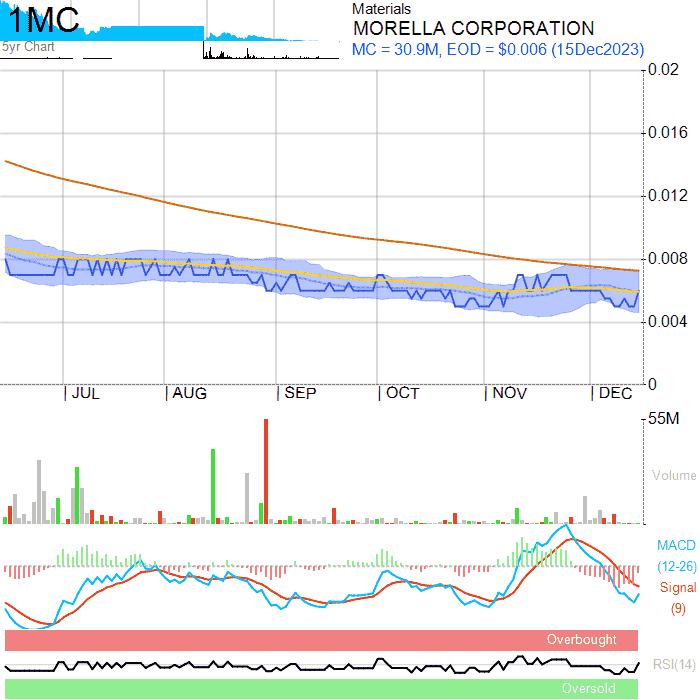 1MC
5yr Chart
Materials
MORELLA CORPORATION
MC = 30.9M, EOD = $0.006 (15Dec2023)
0.02
0.016
0.012
0.008
0.004
0
JUL AUG SEP OCT NOV DEC
55M
Volume
MACD
(12-26)
Signal
(9)
Overbought
RSI(14)
Oversold